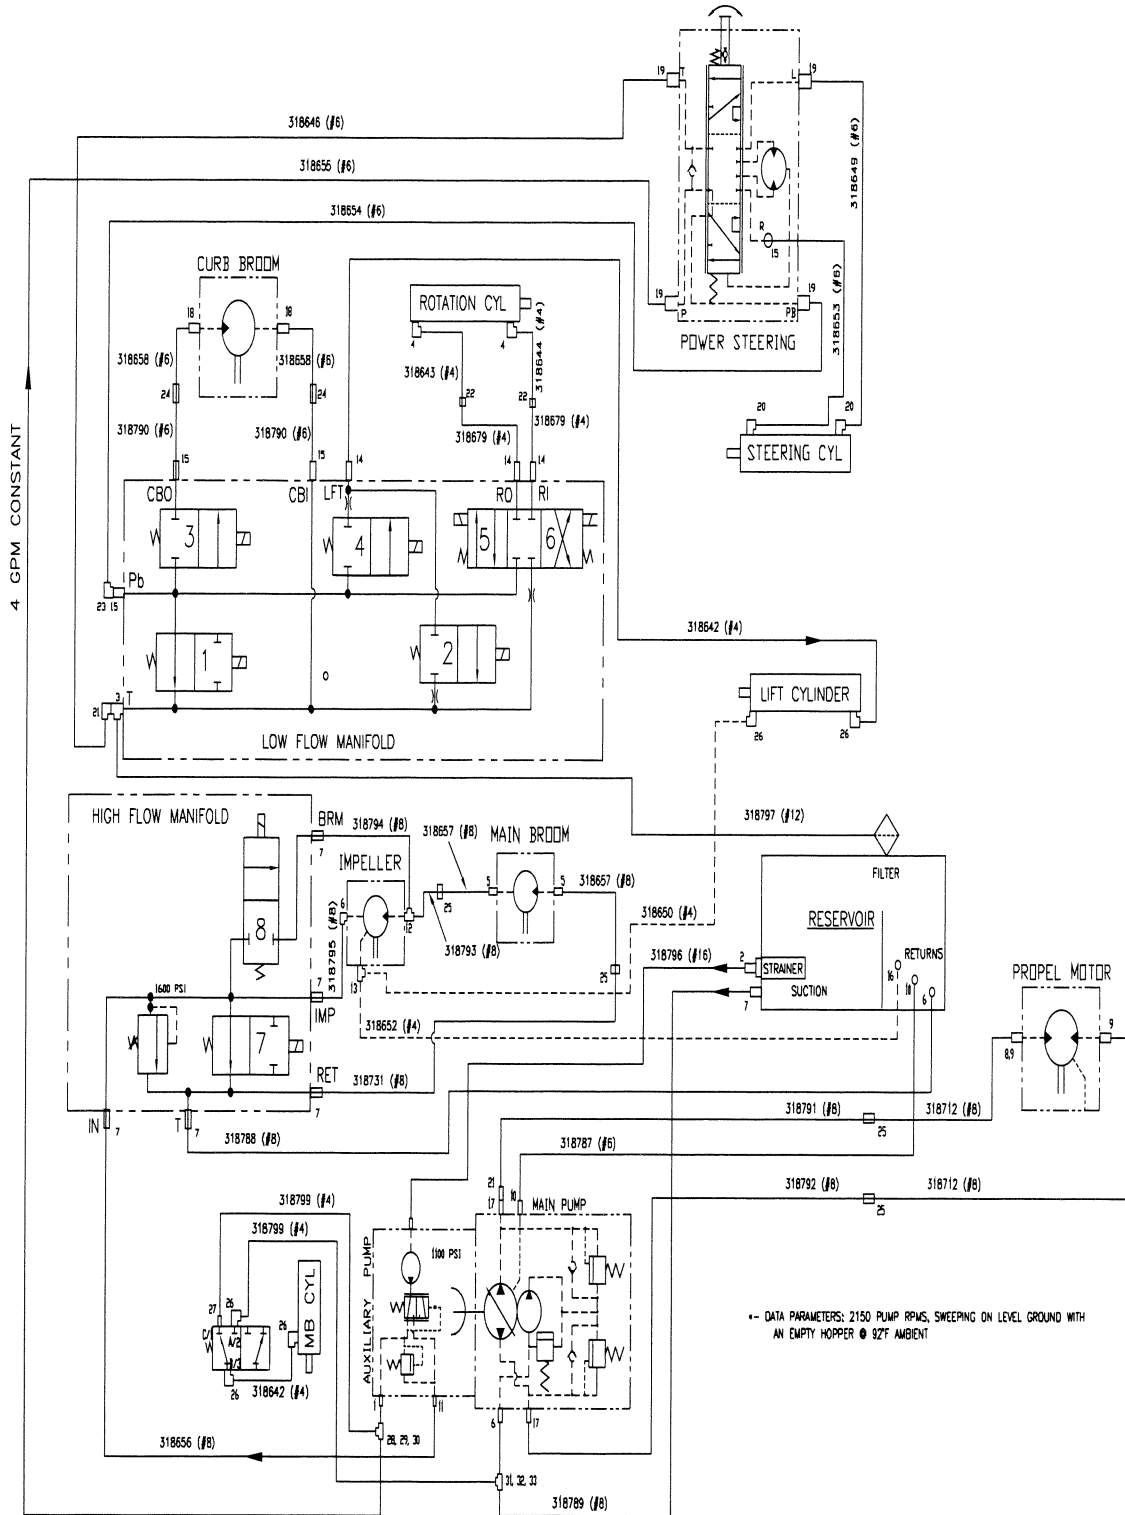 19
T
L
19
318646 (#6)
318655 (#6)
318649 (#6)
318654 (#6)
R
15
CURB BROOM
18
18
ROTATION CYL
4
4
318644 (#4)
19
P
PB
19
POWER STEERING
318653 (#6)
318658 (#6)
318658 (#6)
318643 (#4)
24
24
22
22
318790 (#6)
318790 (#6)
318679 (#4)
318679 (#4)
20
20
STEERING CYL
15
15
14
14
14
CBO
CBI
LFT
RO
RI
3
4
5
6
4 GPM CONSTANT
Pb
23
15
1
2
318642 (#4)
3
T
21
LOW FLOW MANIFOLD
LIFT CYLINDER
26
26
HIGH FLOW MANIFOLD
BRM
7
318794 (#8)
318657 (#8)
MAIN BROOM
318797 (#12)
IMPELLER
FILTER
6
12
25
5
5
318657 (#8)
318795 (#8)
318793 (#8)
318650 (#4)
8
RESERVOIR
RETURNS
318796 (#16)
2
STRAINER
SUCTION
7
16
10
6
PROPEL MOTOR
13
25
1600 PSI
7
IMP
318652 (#4)
7
8,9
9
RET
7
318731 (#8)
IN
7
T
7
318788 (#8)
318791 (#8)
25
318712 (#8)
318787 (#6)
318792 (#8)
25
318712 (#8)
21
17
10
MAIN PUMP
318799 (#4)
318799 (#4)
AUXILIARY PUMP
1100 PSI
MB CYL
27
26
26
C/1
A/2
B/3
26
318642 (#4)
1
11
6
17
28, 29, 30
318656 (#8)
31, 32, 33
318789 (#8)
*- DATA PARAMETERS: 2150 PUMP RPMS, SWEEPING ON LEVEL GROUND WITH
AN EMPTY HOPPER @ 92°F AMBIENT